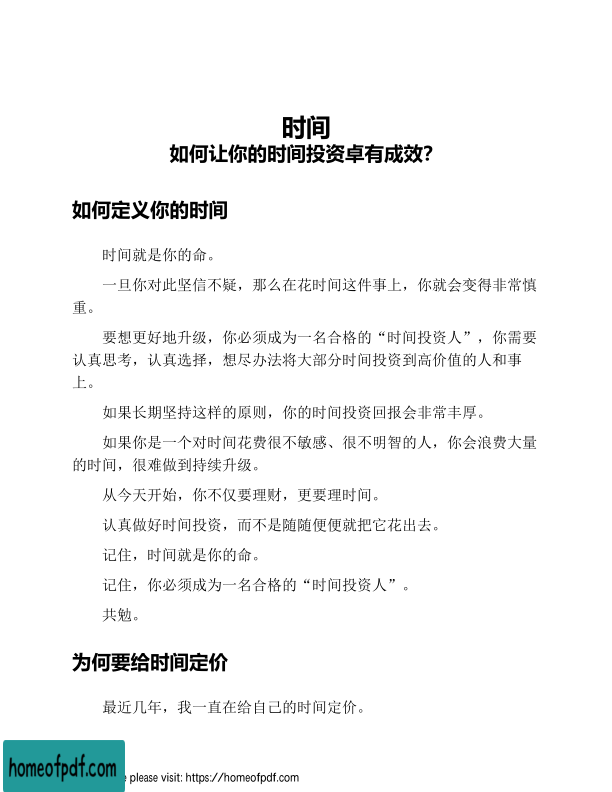 时间
如何让你的时间投资卓有成效?
如何定义你的时间
时间就是你的命。
一旦你对此坚信不疑，那么在花时间这件事上，你就会变得非常慎
重。
要想更好地升级，你必须成为一名合格的“时间投资人”，你需要
认真思考，认真选择，想尽办法将大部分时间投资到高价值的人和事
上。
如果长期坚持这样的原则，你的时间投资回报会非常丰厚。
如果你是一个对时间花费很不敏感、很不明智的人，你会浪费大量
的时间，很难做到持续升级。
从今天开始，你不仅要理财，更要理时间。
认真做好时间投资，而不是随随便便就把它花出去。
记住，时间就是你的命。
记住，你必须成为一名合格的“时间投资人”。
共勉。
为何要给时间定价
最近几年，我一直在给自己的时间定价。
homeofpdf.com
please visit: https://homeofpdf.com